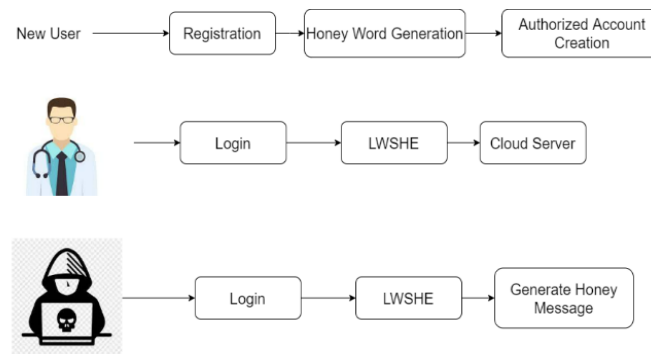 New User
Registration
Honey Word Generation
Authorized Account
Creation
Login
LWSHE
Cloud Server
Login
LWSHE
Generate Honey
Message